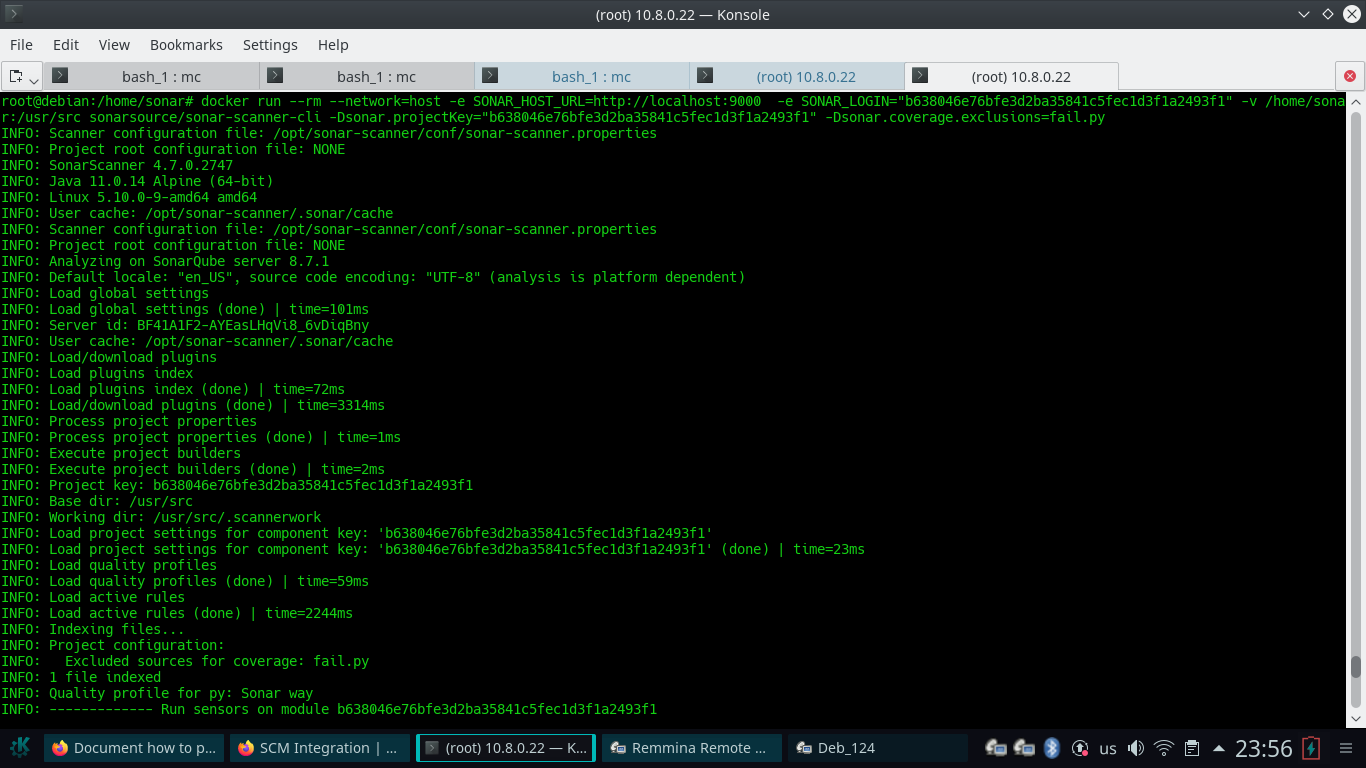 (root) 10.8.0.22 — Konsole
File Edit View Bookmarks Settings Help
bash_1 : mc bash_1 : mc bash_1 : mc (root) 10.8.0.22 (root) 10.8.0.22
root@debian:/home/sonar# docker run --rm --network=host -e SONAR_HOST_URL=http://localhost:9000  -e SONAR_LOGIN="b638046e76bfe3d2ba35841c5fec1d3f1a2493f1" -v /home/sona
r:/usr/src sonarsource/sonar-scanner-cli -Dsonar.projectKey="b638046e76bfe3d2ba35841c5fec1d3f1a2493f1" -Dsonar.coverage.exclusions=fail.py
INFO: Scanner configuration file: /opt/sonar-scanner/conf/sonar-scanner.properties
INFO: Project root configuration file: NONE
INFO: SonarScanner 4.7.0.2747
INFO: Java 11.0.14 Alpine (64-bit)
INFO: Linux 5.10.0-9-amd64 amd64
INFO: User cache: /opt/sonar-scanner/.sonar/cache
INFO: Scanner configuration file: /opt/sonar-scanner/conf/sonar-scanner.properties
INFO: Project root configuration file: NONE
INFO: Analyzing on SonarQube server 8.7.1
INFO: Default locale: "en_US", source code encoding: "UTF-8" (analysis is platform dependent)
INFO: Load global settings
INFO: Load global settings (done) | time=101ms
INFO: Server id: BF41A1F2-AYEasLHqVi8_6vDiqBny
INFO: User cache: /opt/sonar-scanner/.sonar/cache
INFO: Load/download plugins
INFO: Load plugins index
INFO: Load plugins index (done) | time=72ms
INFO: Load/download plugins (done) | time=3314ms
INFO: Process project properties
INFO: Process project properties (done) | time=1ms
INFO: Execute project builders
INFO: Execute project builders (done) | time=2ms
INFO: Project key: b638046e76bfe3d2ba35841c5fec1d3f1a2493f1
INFO: Base dir: /usr/src
INFO: Working dir: /usr/src/.scannerwork
INFO: Load project settings for component key: 'b638046e76bfe3d2ba35841c5fec1d3f1a2493f1'
INFO: Load project settings for component key: 'b638046e76bfe3d2ba35841c5fec1d3f1a2493f1' (done) | time=23ms
INFO: Load quality profiles
INFO: Load quality profiles (done) | time=59ms
INFO: Load active rules
INFO: Load active rules (done) | time=2244ms
INFO: Indexing files...
INFO: Project configuration:
INFO:   Excluded sources for coverage: fail.py
INFO: 1 file indexed
INFO: Quality profile for py: Sonar way
INFO: ------------- Run sensors on module b638046e76bfe3d2ba35841c5fec1d3f1a2493f1
Document how to p... SCM Integration | ... (root) 10.8.0.22 — K... Remmina Remote ... Deb_124 us 23:56